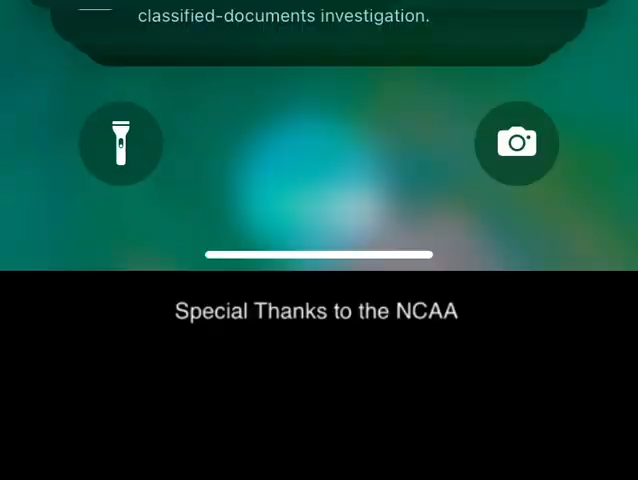 classified-documents investigation.
Special Thanks to the NCAA